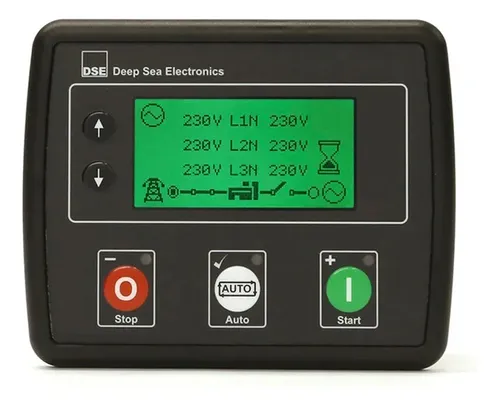 DSE Deep Sea Electronics
230V L1N 230V
230V L2N 230V
230V L3N 230V
− ✓ +
O AUTO I
Stop Auto Start